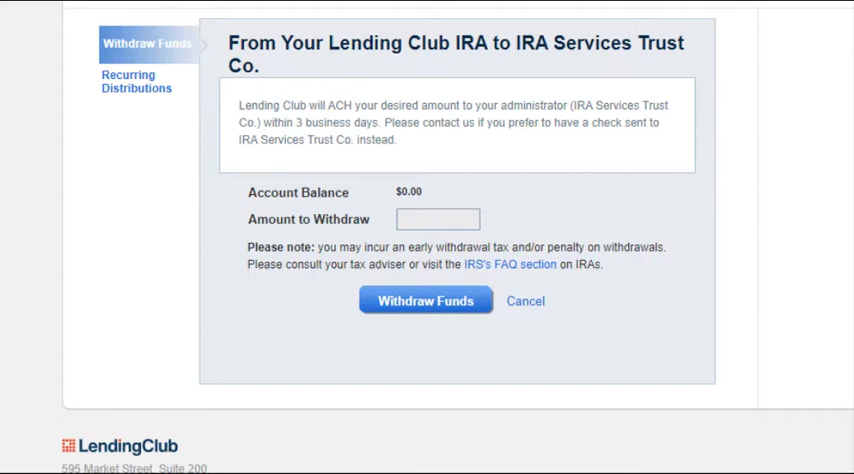 Withdraw Funds
Recurring
Distributions
From Your Lending Club IRA to IRA Services Trust
Co.
Lending Club will ACH your desired amount to your administrator (IRA Services Trust
Co.) within 3 business days. Please contact us if you prefer to have a check sent to
IRA Services Trust Co. instead.
Account Balance $0.00
Amount to Withdraw
Please note: you may incur an early withdrawal tax and/or penalty on withdrawals.
Please consult your tax adviser or visit the IRS's FAQ section on IRAs.
Withdraw Funds Cancel
LendingClub
595 Market Street, Suite 200